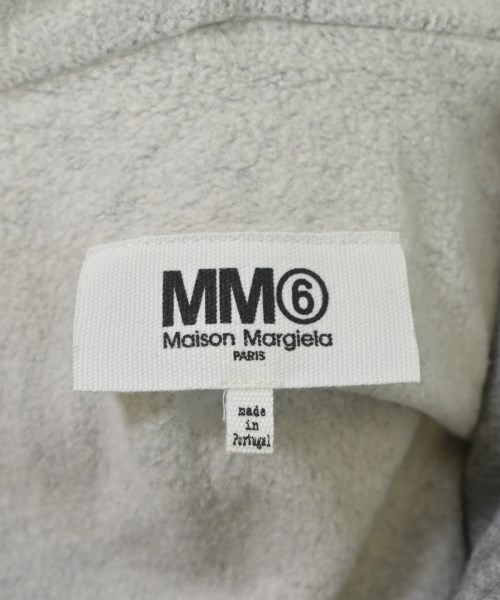 MM⑥
Maison Margiela
PARIS
made
in
Portugal